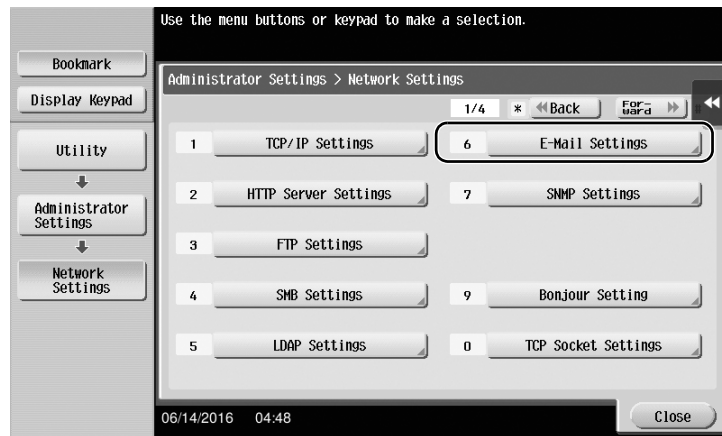 Use the menu buttons or keypad to make a selection.
Bookmark
Display Keypad
Utility
Administrator
Settings
Network
Settings
Administrator Settings > Network Settings
1/4 * Back For-
ward
1 TCP/IP Settings
6 E-Mail Settings
2 HTTP Server Settings
7 SNMP Settings
3 FTP Settings
4 SMB Settings
9 Bonjour Setting
5 LDAP Settings
0 TCP Socket Settings
06/14/2016 04:48
Close